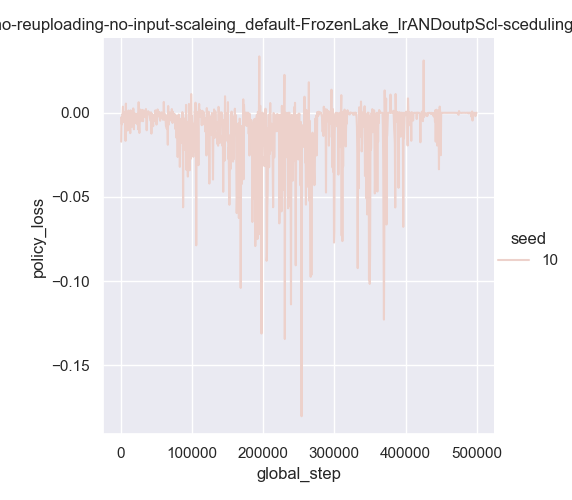 no-reuploading-no-input-scaleing_default-FrozenLake_lrANDoutpScl-sceduling
0.00
−0.05
−0.10
−0.15
policy_loss
0
100000
200000
300000
400000
500000
global_step
seed
10